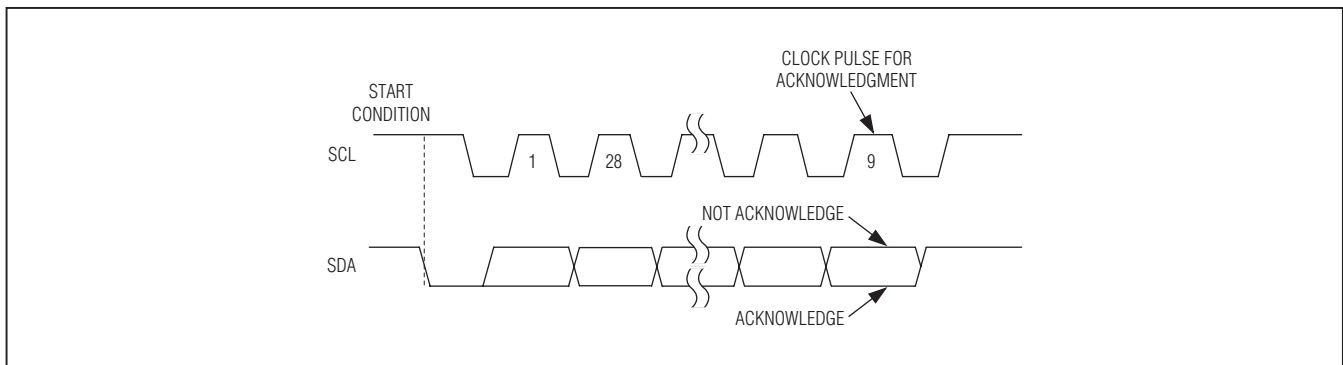 CLOCK PULSE FOR
ACKNOWLEDGMENT
START
CONDITION
SCL
1
28
9
NOT ACKNOWLEDGE
SDA
ACKNOWLEDGE